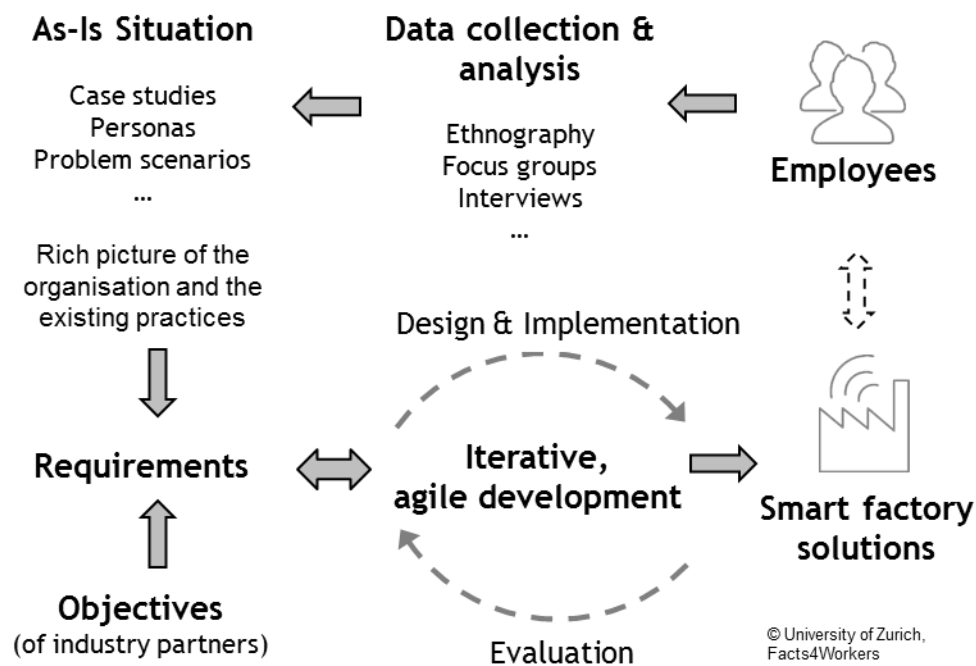 As-Is Situation
Case studies
Personas
Problem scenarios
...
Rich picture of the
organisation and the
existing practices
Data collection &
analysis
Ethnography
Focus groups
Interviews
...
Employees
Requirements
Objectives
(of industry partners)
Design & Implementation
Iterative,
agile development
Evaluation
Smart factory
solutions
© University of Zurich,
Facts4Workers